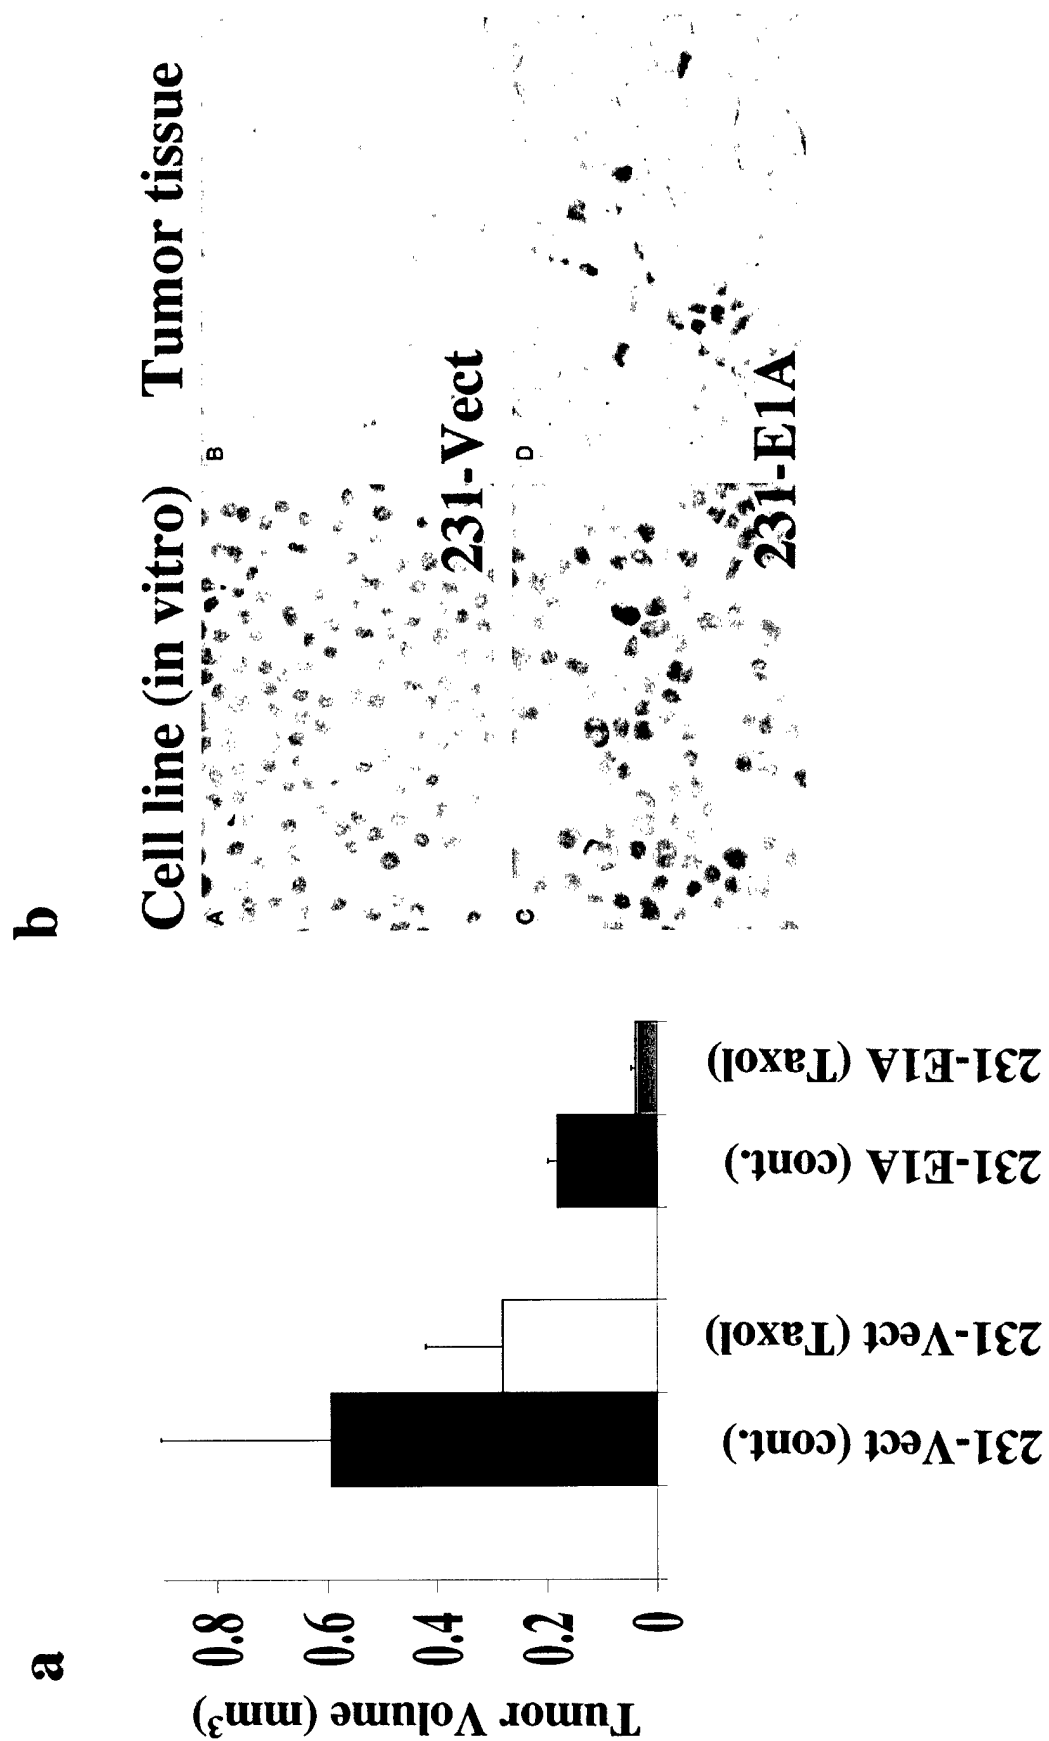 a
Tumor Volume (mm³)
0.8
0.6
0.4
0.2
0
231-Vect (cont.)
231-Vect (Taxol)
231-E1A (cont.)
231-E1A (Taxol)
b
Cell line (in vitro)
Tumor tissue
A
B
231-Vect
C
D
231-E1A